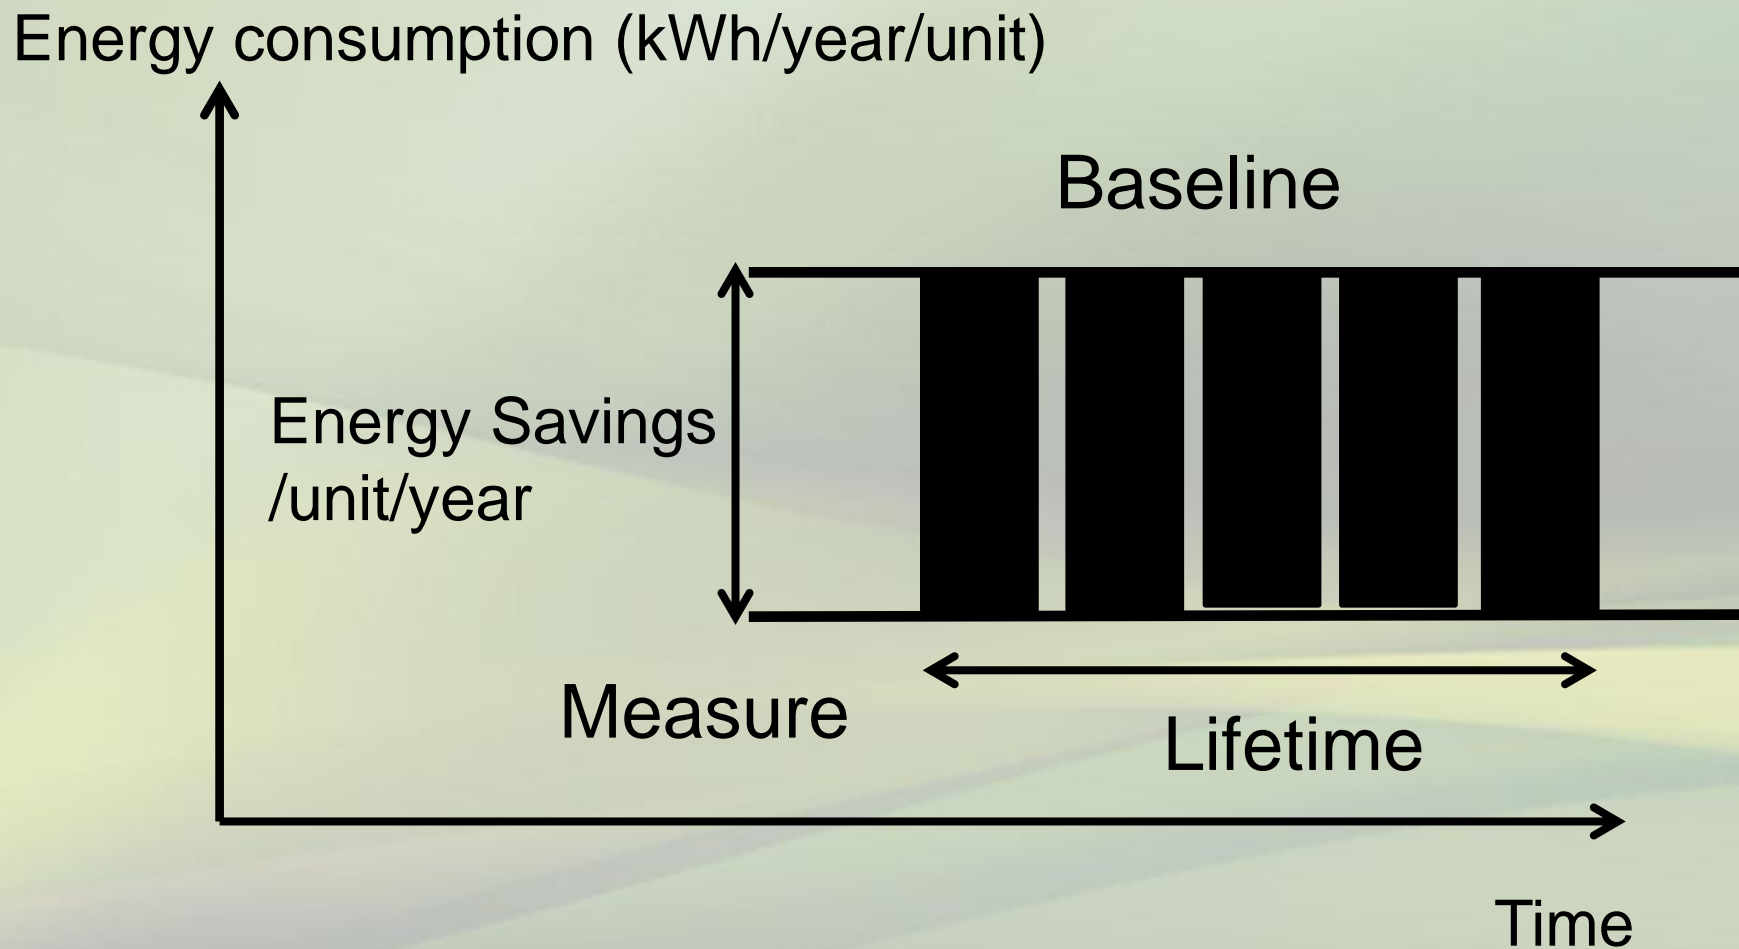 Energy consumption (kWh/year/unit)
Baseline
Energy Savings
/unit/year
Measure
Lifetime
Time